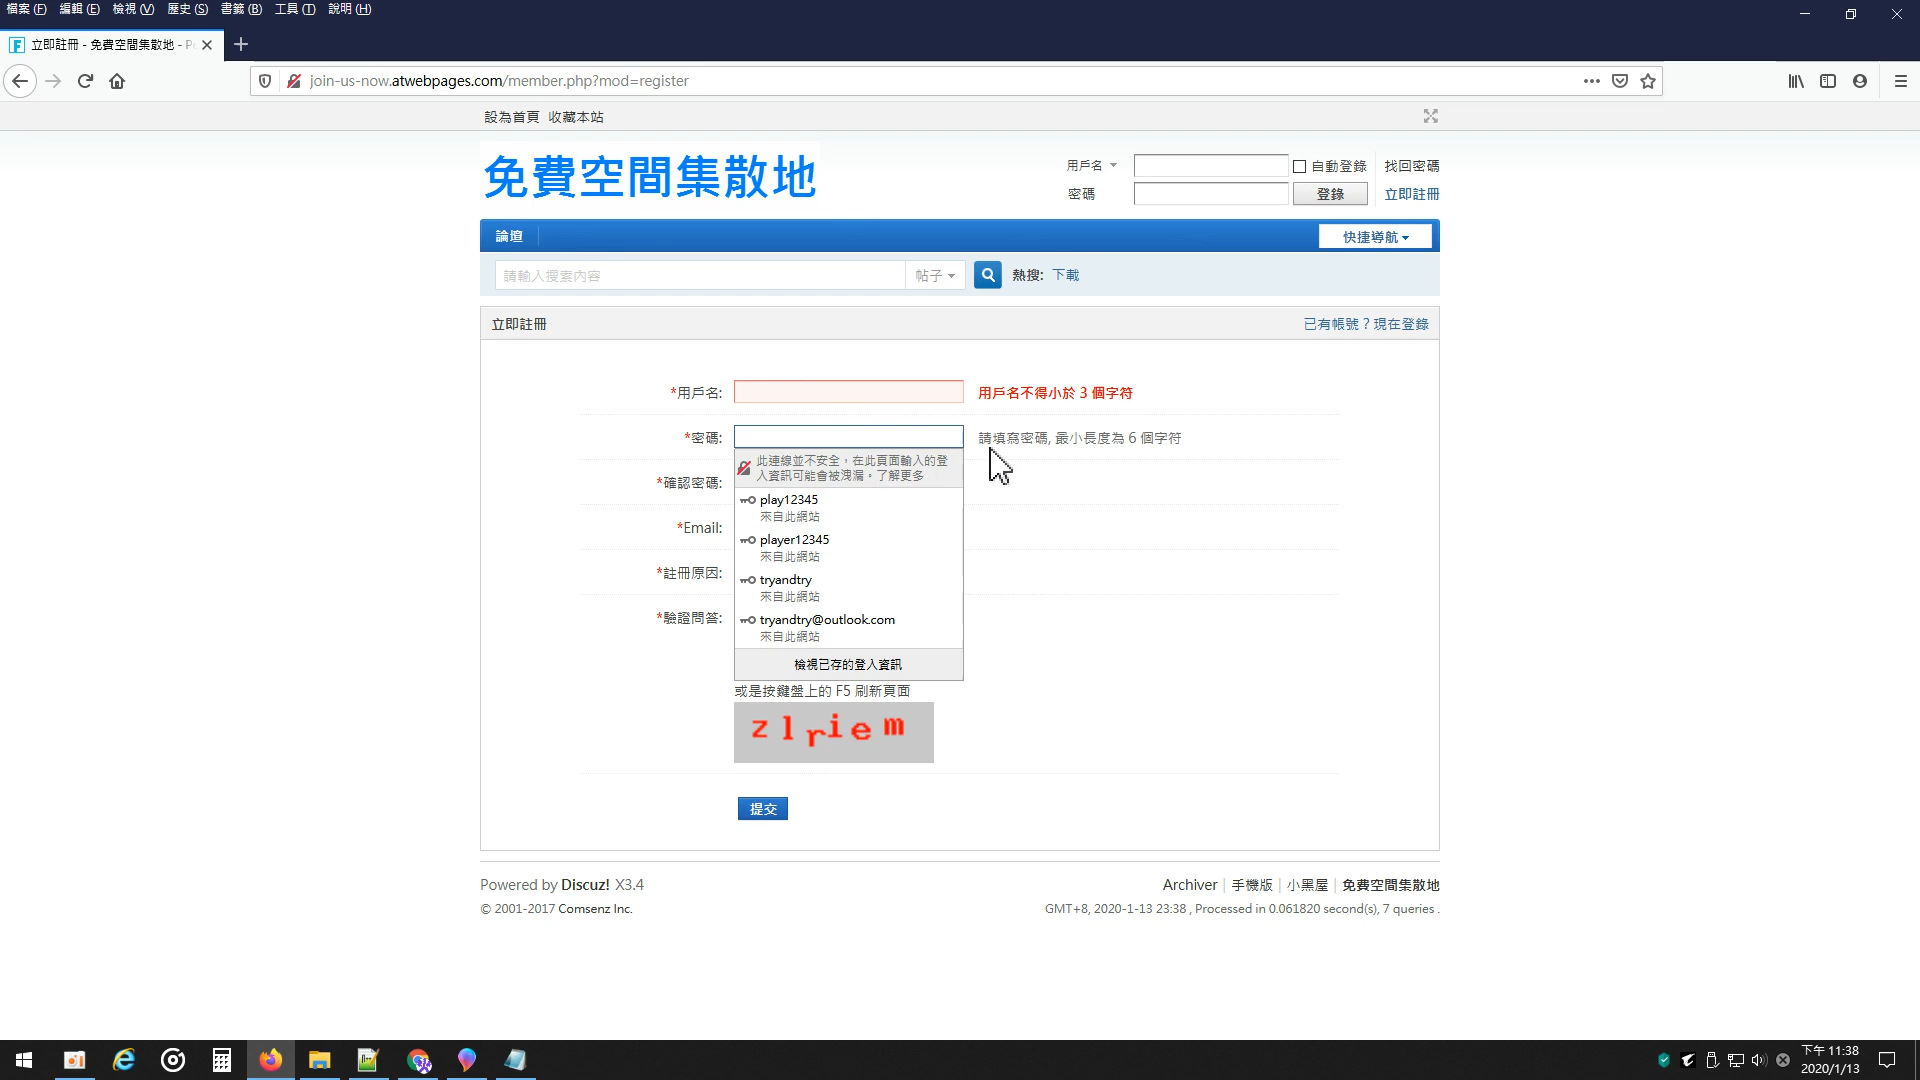 檔案 (F) 編輯 (E) 檢視 (V) 歷史 (S) 書籤 (B) 工具 (T) 說明 (H)
立即註冊 - 免費空間集散地 - P
join-us-now.atwebpages.com/member.php?mod=register
設為首頁 收藏本站
免費空間集散地
用戶名 自動登錄 找回密碼
密碼 登錄 立即註冊
論壇 快捷導航
請輸入搜索內容 帖子 熱搜: 下載
立即註冊 已有帳號？現在登錄
*用戶名: 用戶名不得小於 3 個字符
*密碼: 請填寫密碼, 最小長度為 6 個字符
此連線並不安全，在此頁面輸入的登
入資訊可能會被洩漏。了解更多
*確認密碼:
play12345
來自此網站
*Email:
player12345
來自此網站
*註冊原因:
tryandtry
來自此網站
*驗證問答:
tryandtry@outlook.com
來自此網站
檢視已存的登入資訊
或是按鍵盤上的 F5 刷新頁面
zlriem
提交
Powered by Discuz! X3.4 Archiver | 手機版 | 小黑屋 | 免費空間集散地
© 2001-2017 Comsenz Inc. GMT+8, 2020-1-13 23:38 , Processed in 0.061820 second(s), 7 queries .
下午 11:38
2020/1/13